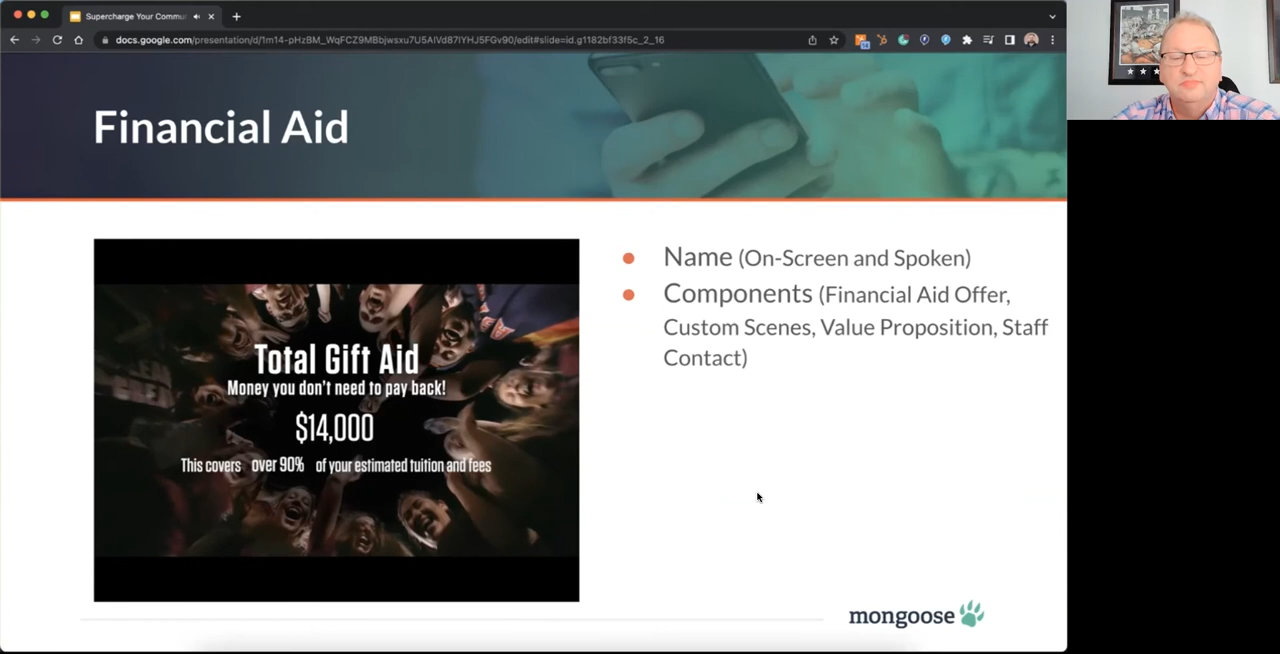 Supercharge Your Commu
docs.google.com/presentation/d/1m14-pHzBM_WqFCZ9MBbjwsxu7U5AlVd87IYHJ5FGv90/edit#slide=id.g1182bf33f5c_2_16
Financial Aid
Total Gift Aid
Money you don't need to pay back!
$14,000
This covers over 90% of your estimated tuition and fees
Name (On-Screen and Spoken)
Components (Financial Aid Offer,
Custom Scenes, Value Proposition, Staff
Contact)
mongoose